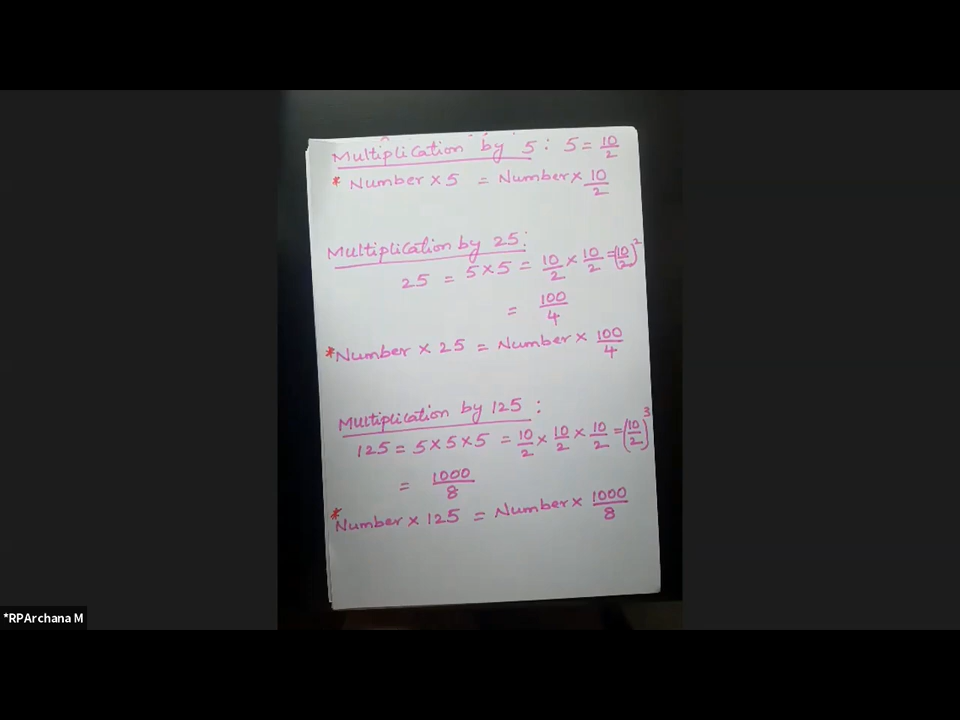 Multiplication by 5 : 5 = 10/2
* Number × 5 = Number × 10/2
Multiplication by 25 :
25 = 5 × 5 = 10/2 × 10/2 = (10/2)²
= 100/4
* Number × 25 = Number × 100/4
Multiplication by 125 :
125 = 5 × 5 × 5 = 10/2 × 10/2 × 10/2 = (10/2)³
= 1000/8
* Number × 125 = Number × 1000/8
*RPArchana M